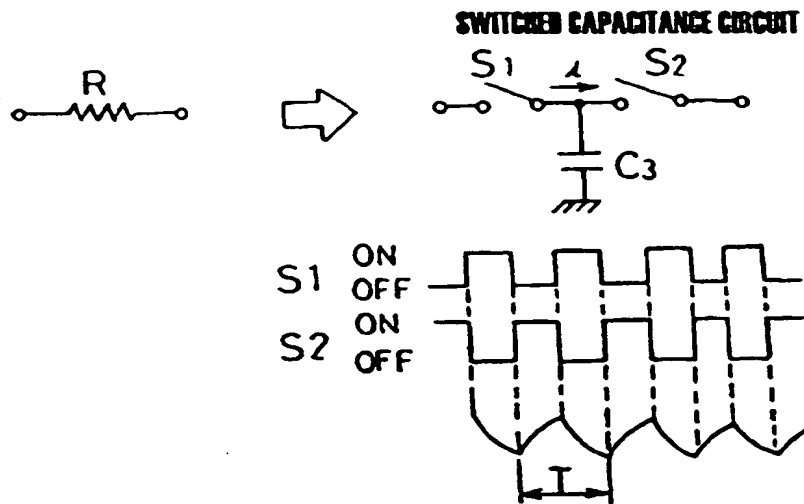 SWITCHED CAPACITANCE CIRCUIT
R
S1 i S2
C3
S1 ON
OFF
S2 ON
OFF
T